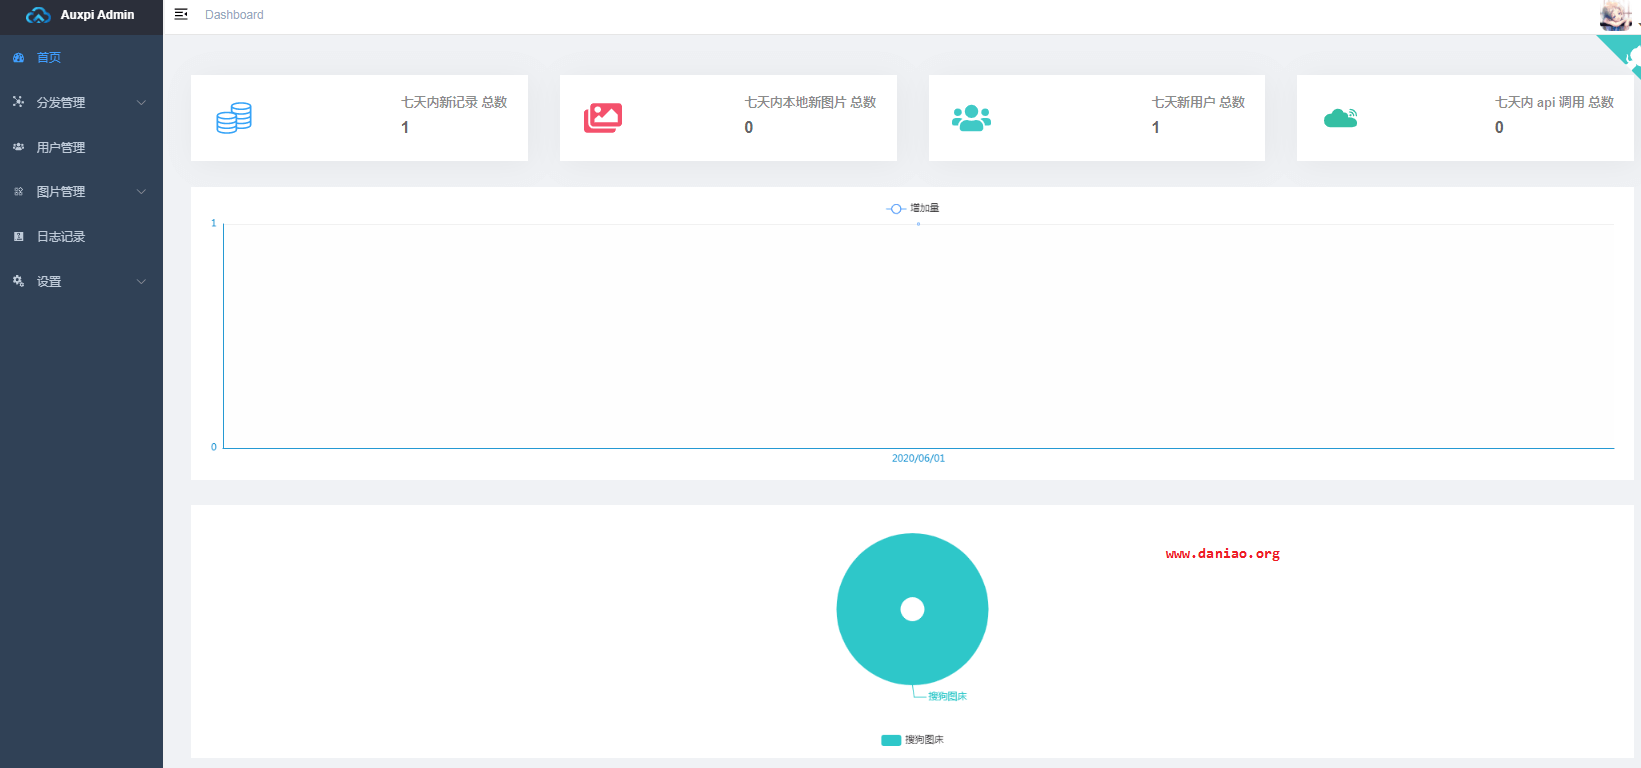 Auxpi Admin
Dashboard
首页
分发管理
用户管理
图片管理
日志记录
设置
七天内新记录 总数
1
七天内本地新图片 总数
0
七天新用户 总数
1
七天内 api 调用 总数
0
增加量
1
0
2020/06/01
www.daniao.org
搜狗图床
搜狗图床